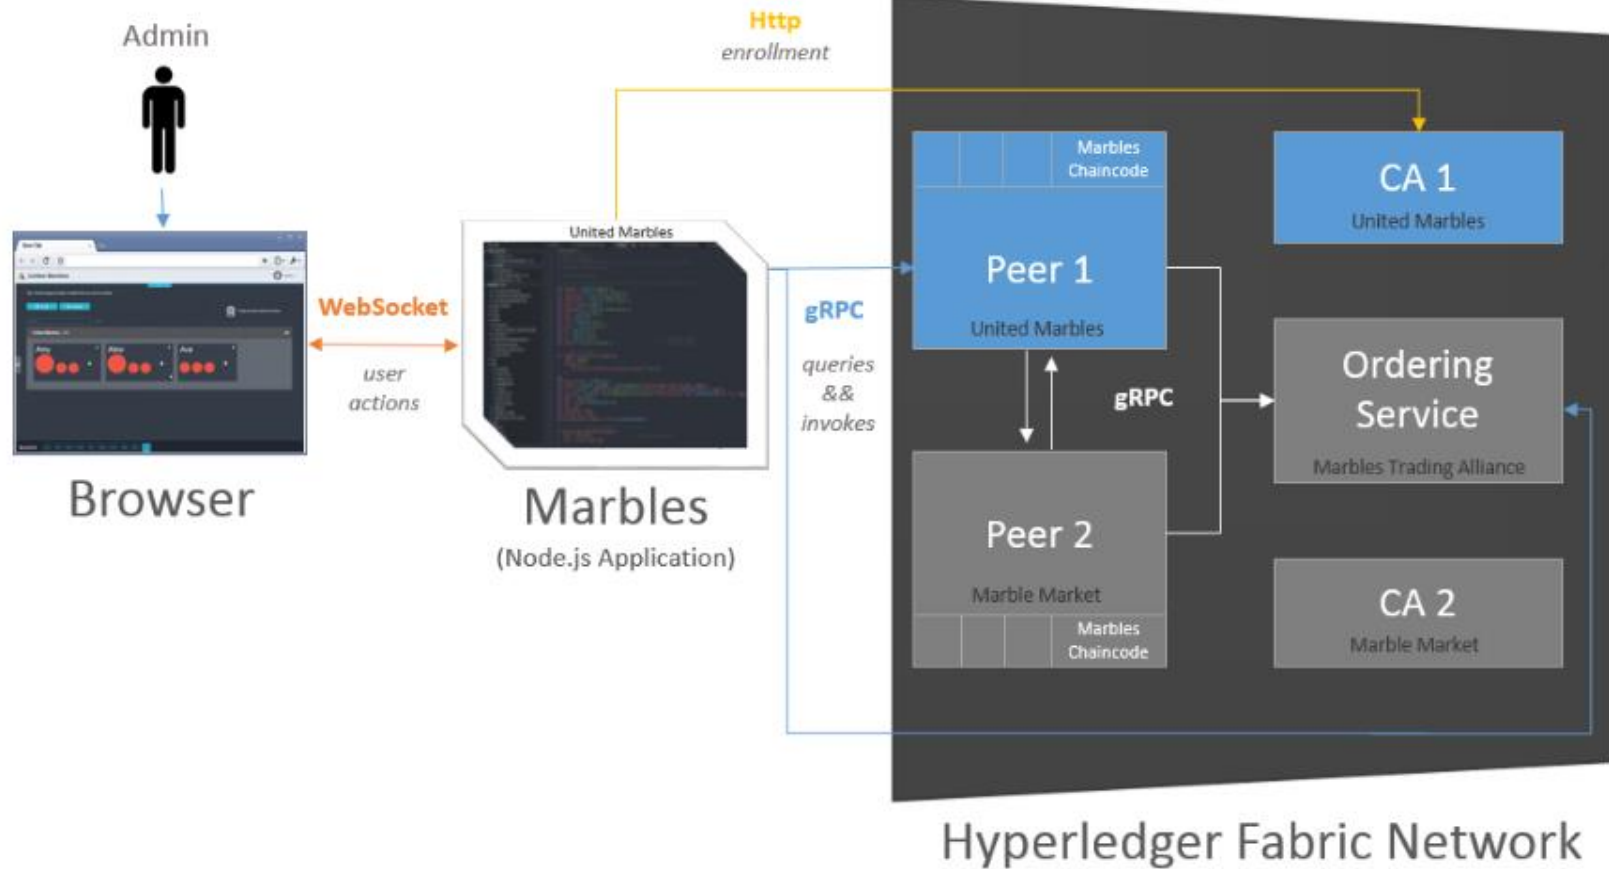 Admin
Http
enrollment
Marbles
Chaincode
CA 1
United Marbles
United Marbles
Peer 1
United Marbles
WebSocket
user
actions
gRPC
queries
&&
invokes
gRPC
Ordering
Service
Marbles Trading Alliance
Browser
Marbles
(Node.js Application)
Peer 2
Marble Market
Marbles
Chaincode
CA 2
Marble Market
Hyperledger Fabric Network